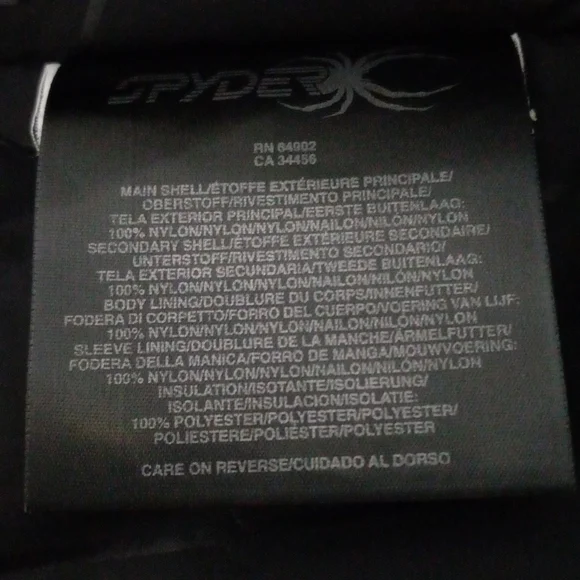 SPYDER
RN 64902
CA 34456
MAIN SHELL/ÉTOFFE EXTÉRIEURE PRINCIPALE/
OBERSTOFF/RIVESTIMENTO PRINCIPALE/
TELA EXTERIOR PRINCIPAL/EERSTE BUITENLAAG:
100% NYLON/NYLON/NYLON/NAILON/NILÓN/NYLON
SECONDARY SHELL/ÉTOFFE EXTÉRIEURE SECONDAIRE/
UNTERSTOFF/RIVESTIMENTO SECONDARIO/
TELA EXTERIOR SECUNDARIA/TWEEDE BUITENLAAG:
100% NYLON/NYLON/NYLON/NAILON/NILÓN/NYLON
BODY LINING/DOUBLURE DU CORPS/INNENFUTTER/
FODERA DI CORPETTO/FORRO DEL CUERPO/VOERING VAN LIJF:
100% NYLON/NYLON/NYLON/NAILON/NILÓN/NYLON
SLEEVE LINING/DOUBLURE DE LA MANCHE/ÄRMELFUTTER/
FODERA DELLA MANICA/FORRO DE MANGA/MOUWVOERING:
100% NYLON/NYLON/NYLON/NAILON/NILÓN/NYLON
INSULATION/ISOTANTE/ISOLIERUNG/
ISOLANTE/INSULACION/ISOLATIE:
100% POLYESTER/POLYESTER/POLYESTER/
POLIESTERE/POLIÉSTER/POLYESTER
CARE ON REVERSE/CUIDADO AL DORSO